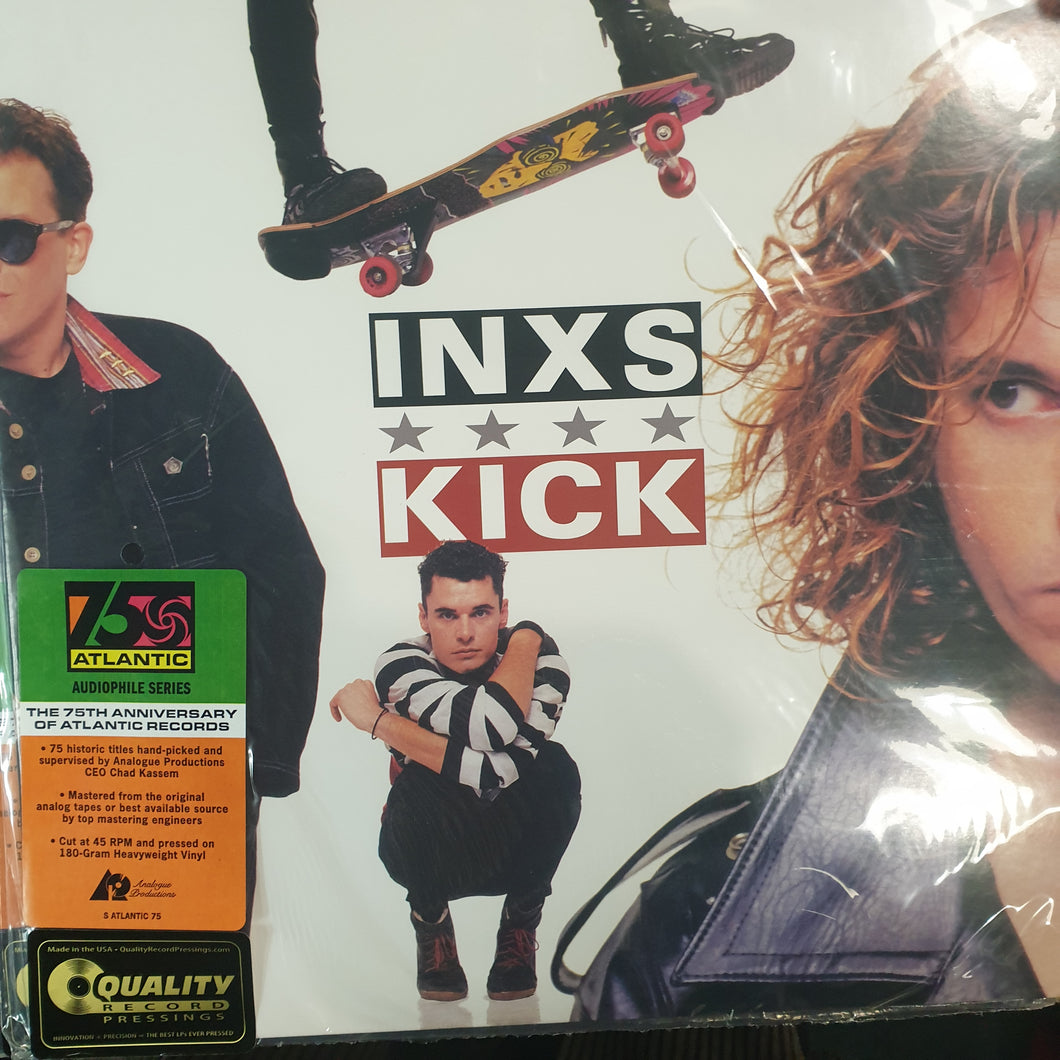 INXS
KICK
75
ATLANTIC
AUDIOPHILE SERIES
THE 75TH ANNIVERSARY
OF ATLANTIC RECORDS
• 75 historic titles hand-picked and
supervised by Analogue Productions
CEO Chad Kassem
• Mastered from the original
analog tapes or best available source
by top mastering engineers
• Cut at 45 RPM and pressed on
180-Gram Heavyweight Vinyl
Analogue
Productions
S ATLANTIC 75
Made in the USA • QualityRecordPressings.com
QUALITY
RECORD
PRESSINGS
INNOVATION + PRECISION = THE BEST LPs EVER PRESSED